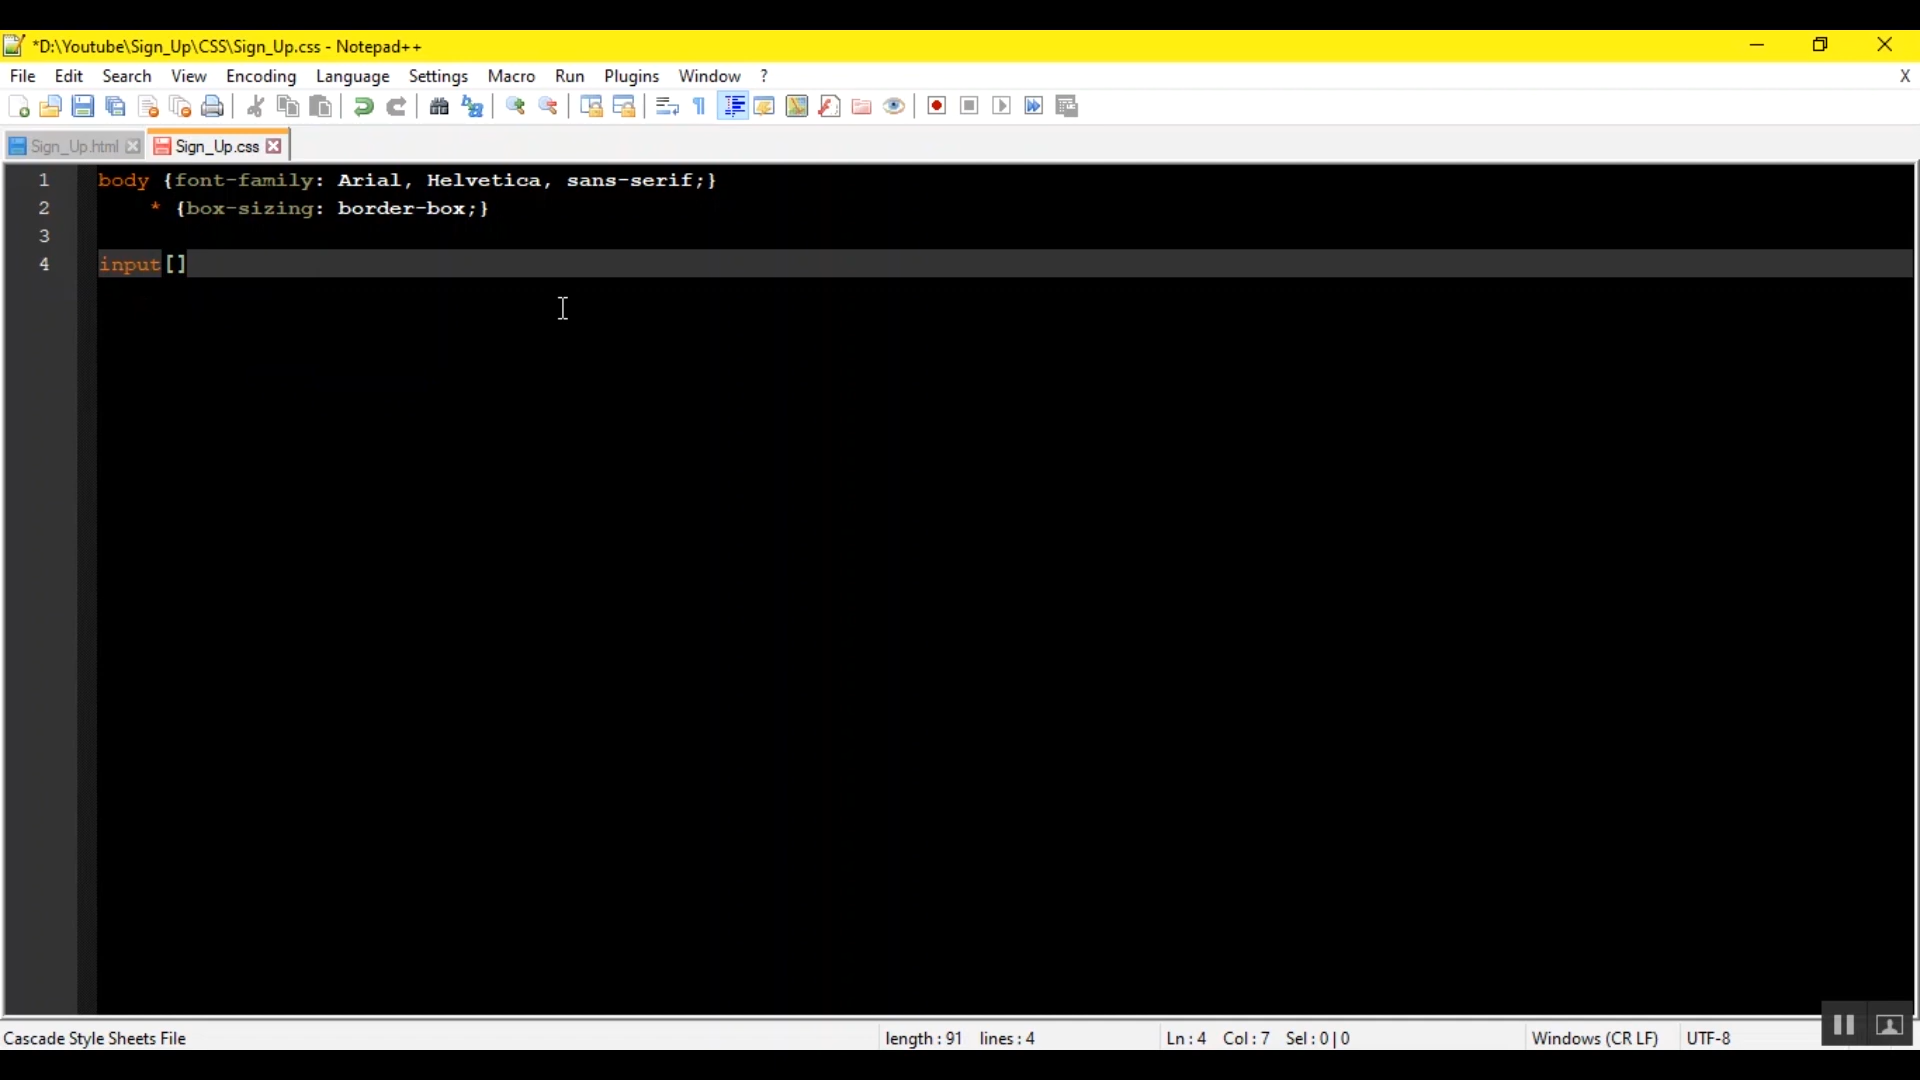 *D:\Youtube\Sign_Up\CSS\Sign_Up.css - Notepad++
File Edit Search View Encoding Language Settings Macro Run Plugins Window ? X
Sign_Up.html Sign_Up.css
1 body {font-family: Arial, Helvetica, sans-serif;}
2 * {box-sizing: border-box;}
3
4 input[]
Cascade Style Sheets File length : 91 lines : 4 Ln : 4 Col : 7 Sel : 0 | 0 Windows (CR LF) UTF-8